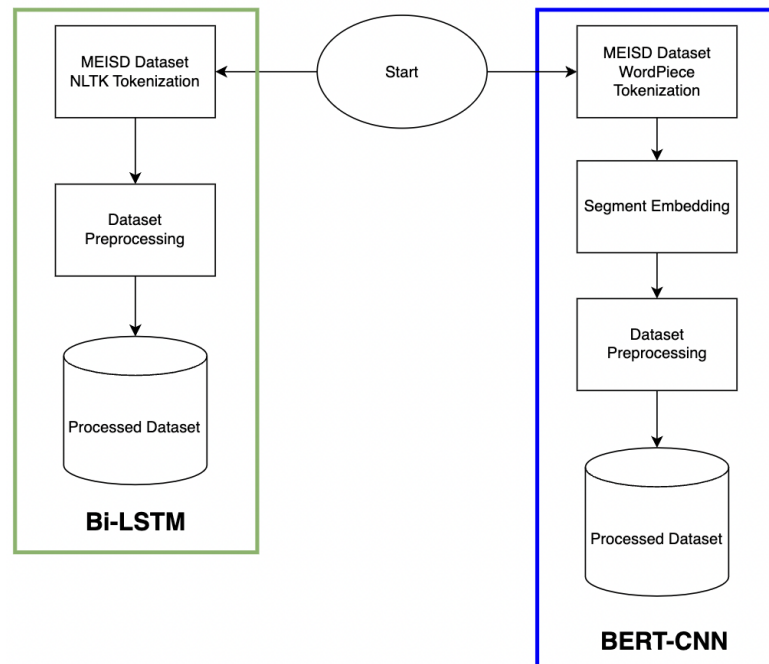 MEISD Dataset
NLTK Tokenization
Start
MEISD Dataset
WordPiece
Tokenization
Dataset
Preprocessing
Segment Embedding
Processed Dataset
Dataset
Preprocessing
Bi-LSTM
Processed Dataset
BERT-CNN